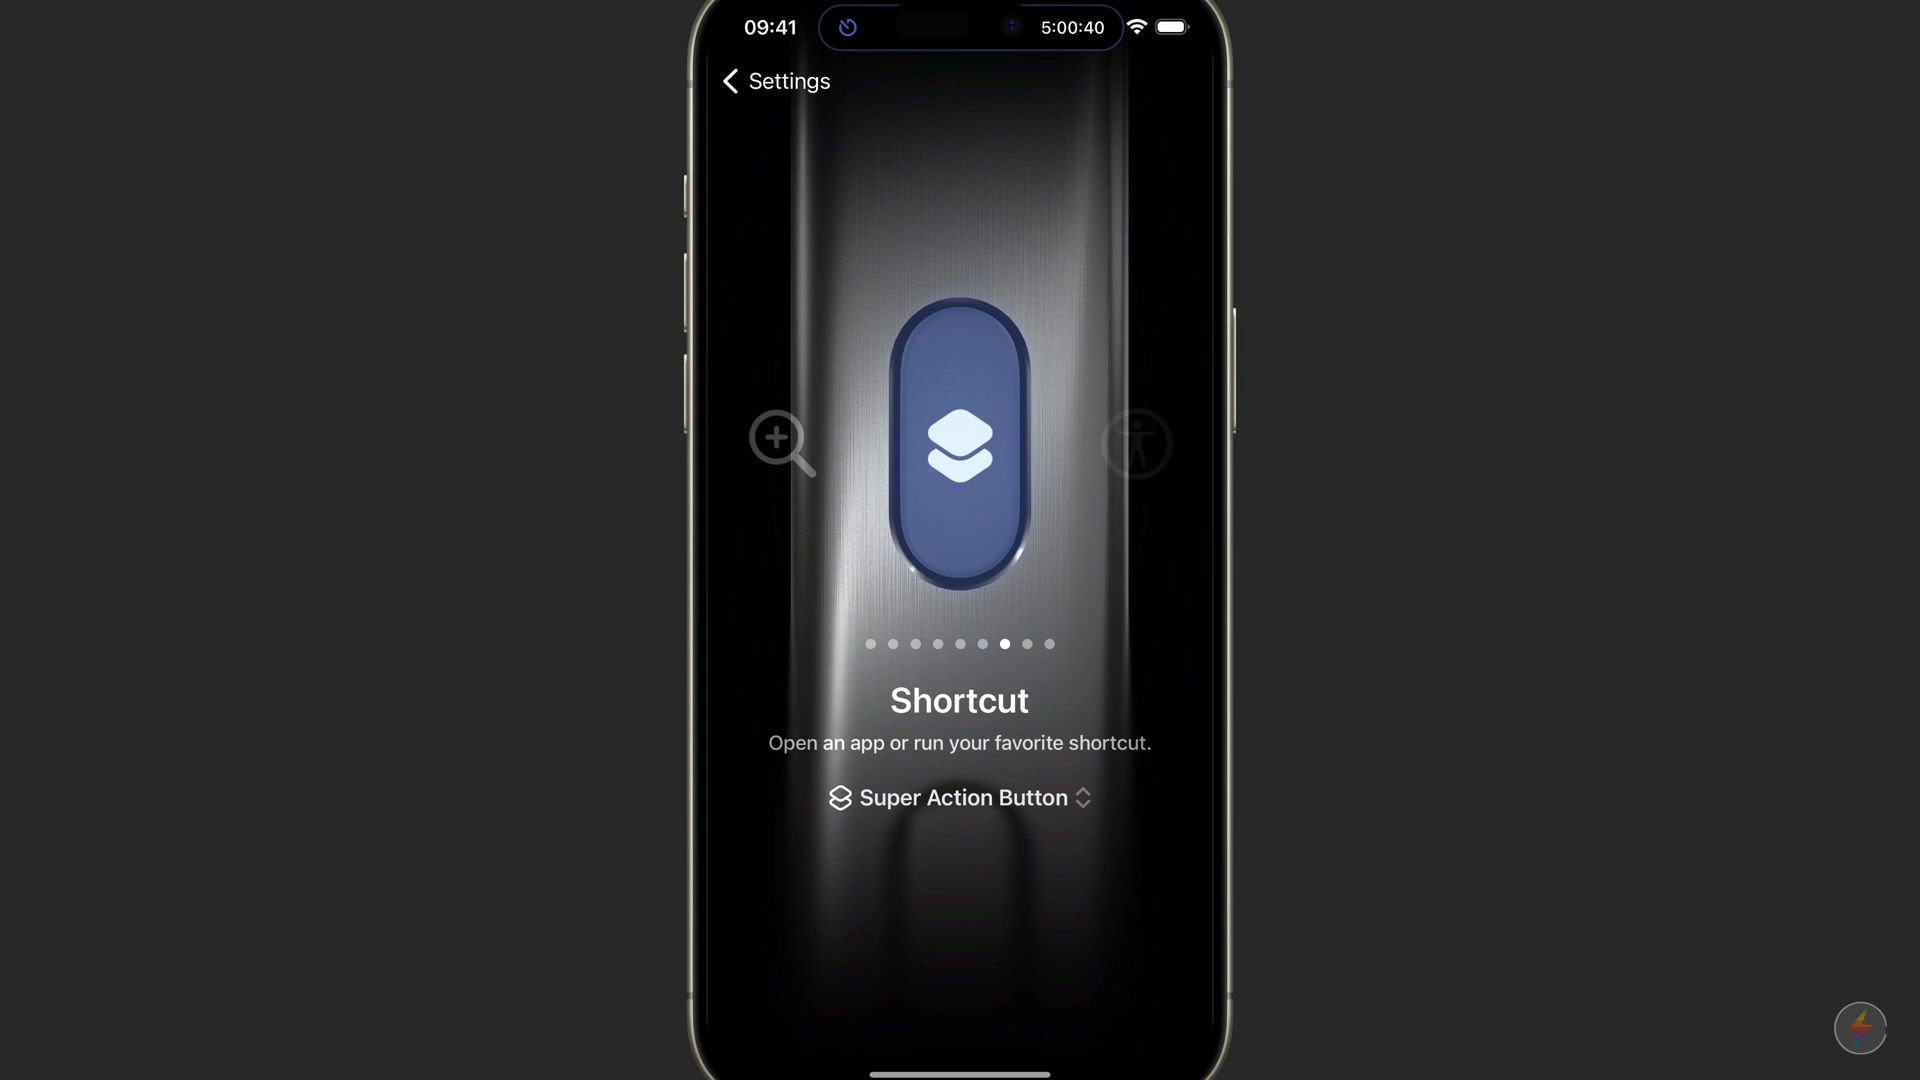 09:41
5:00:40
Settings
Shortcut
Open an app or run your favorite shortcut.
Super Action Button